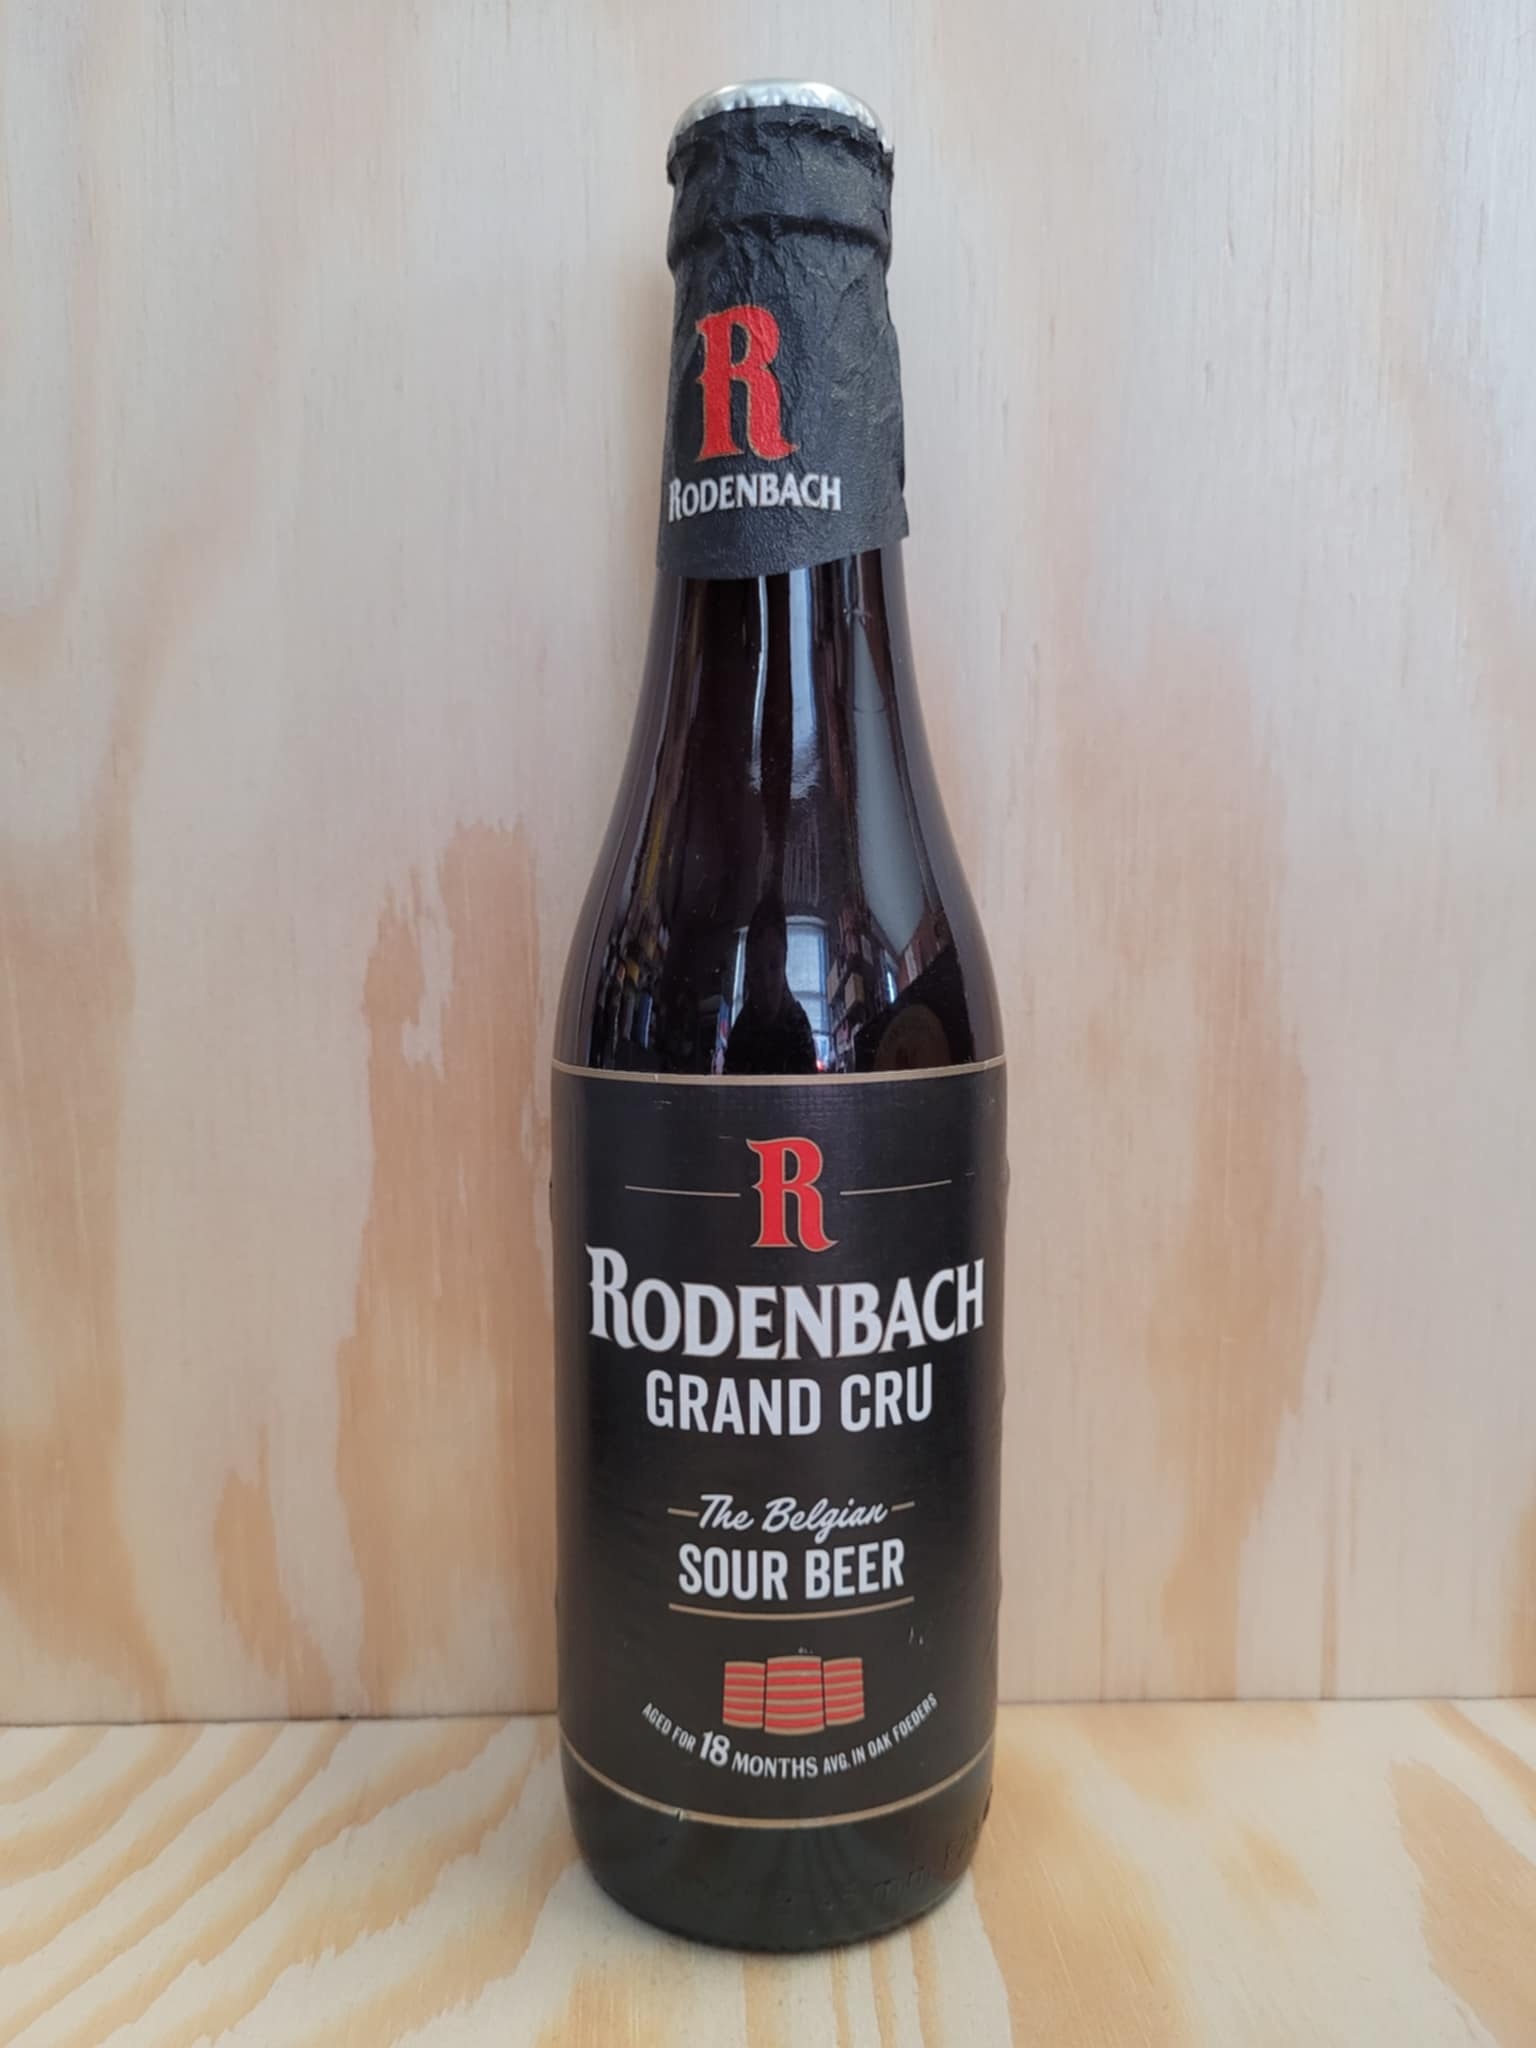 R
RODENBACH
R
RODENBACH
GRAND CRU
The Belgian
SOUR BEER
AGED FOR 18 MONTHS AVG. IN OAK FOEDERS